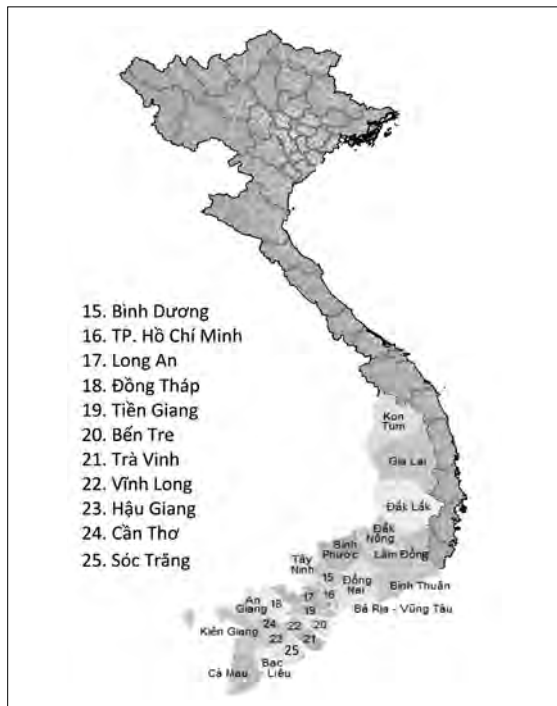 15. Bình Dương
16. TP. Hồ Chí Minh
17. Long An
18. Đồng Tháp
19. Tiền Giang
20. Bến Tre
21. Trà Vinh
22. Vĩnh Long
23. Hậu Giang
24. Cần Thơ
25. Sóc Trăng
Kon
Tum
Gia Lai
Đắk Lắk
Đắk
Nông
Bình
Phước
Lâm Đồng
Tây
Ninh
15
Đồng
Nai
Bình Thuận
16
17
Bà Rịa - Vũng Tàu
An
Giang
18
19
Kiên Giang
24
22
20
23
21
25
Bạc
Liêu
Cà Mau